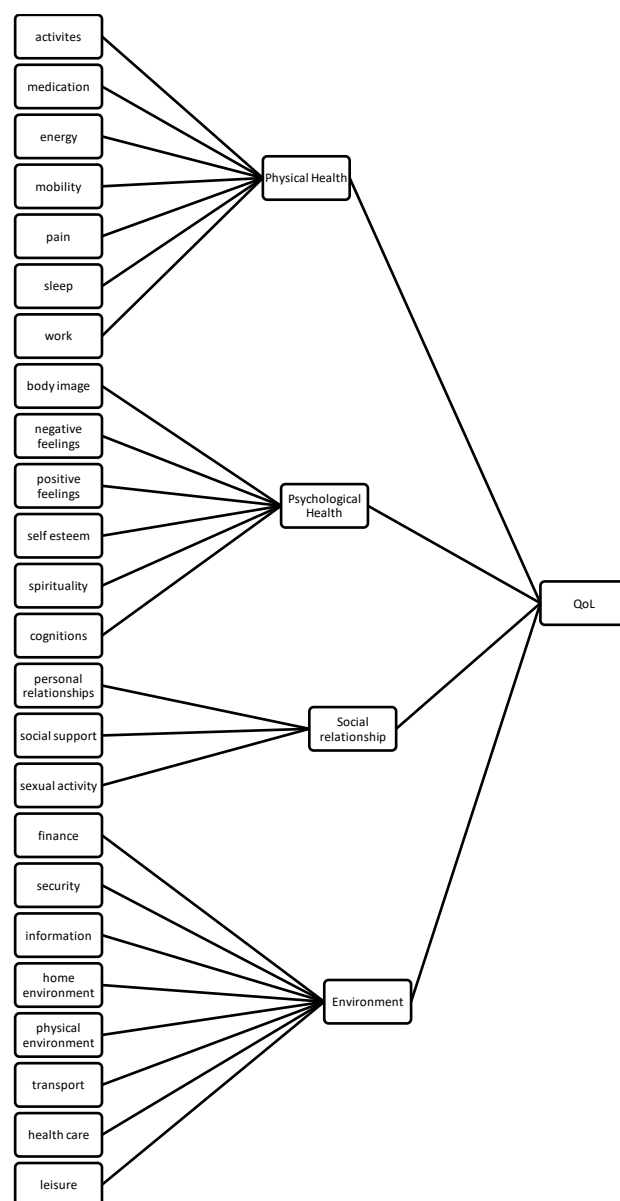 activites
medication
energy
mobility
pain
sleep
work
body image
negative
feelings
positive
feelings
self esteem
spirituality
cognitions
personal
relationships
social support
sexual activity
finance
security
information
home
environment
physical
environment
transport
health care
leisure
Physical Health
Psychological
Health
Social
relationship
Environment
QoL